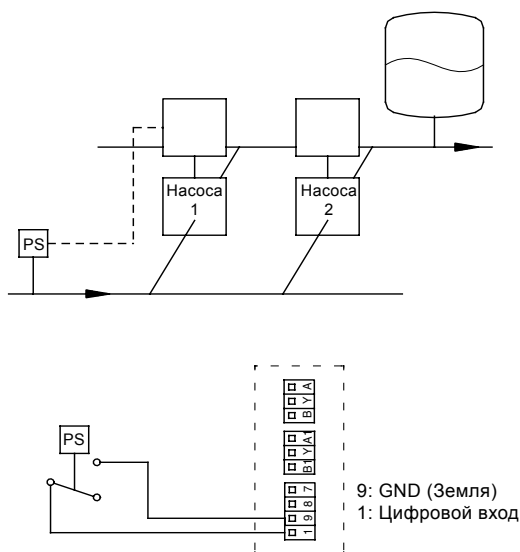 Насоса
1
Насоса
2
PS
PS
A
Y
B
A1
Y
B1
7
8
9
1
9: GND (Земля)
1: Цифровой вход